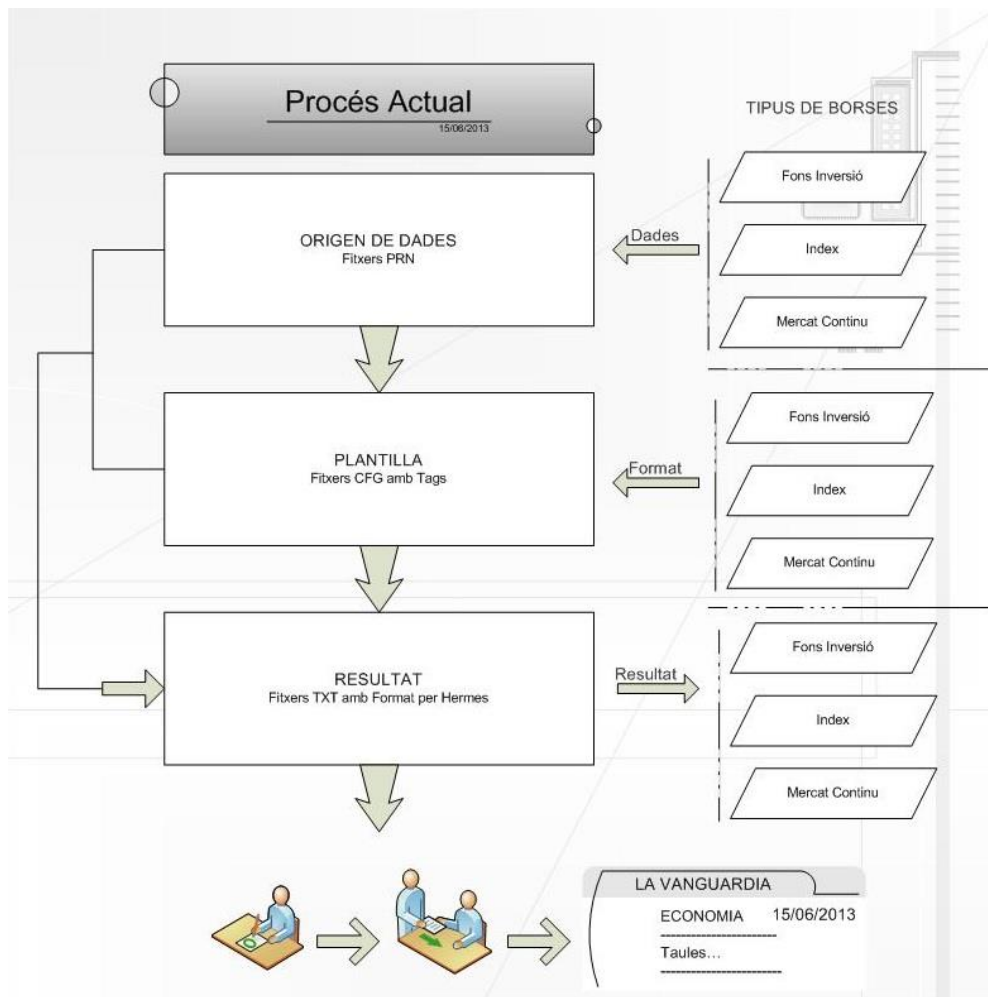 Procés Actual
15/06/2013
TIPUS DE BORSES
ORIGEN DE DADES
Fitxers PRN
Dades
Fons Inversió
Index
Mercat Continu
PLANTILLA
Fitxers CFG amb Tags
Format
Fons Inversió
Index
Mercat Continu
RESULTAT
Fitxers TXT amb Format per Hermes
Resultat
Fons Inversió
Index
Mercat Continu
LA VANGUARDIA
ECONOMIA 15/06/2013
Taules...